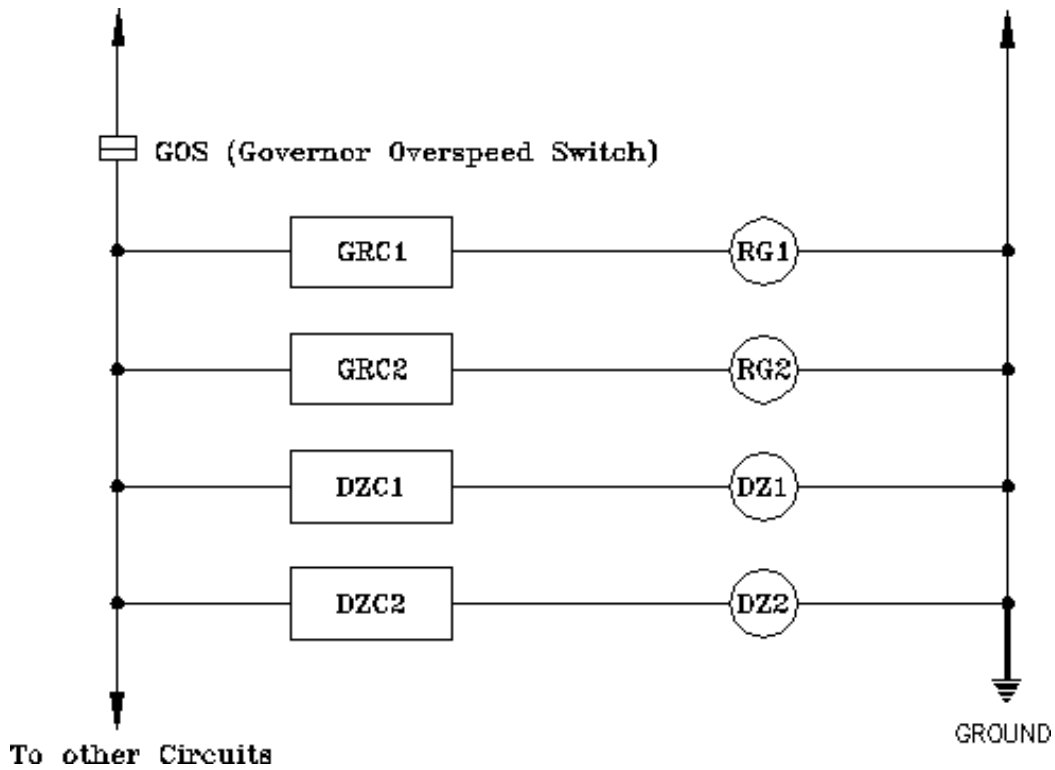 GOS (Governor Overspeed Switch)
GRC1 RG1
GRC2 RG2
DZC1 DZ1
DZC2 DZ2
GROUND
To other Circuits